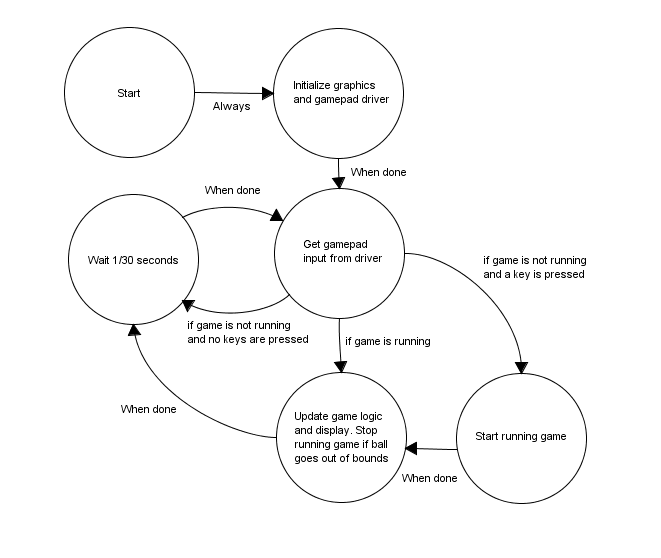 Start
Always
Initialize graphics
and gamepad driver
When done
When done
Wait 1/30 seconds
Get gamepad
input from driver
if game is not running
and a key is pressed
if game is not running
and no keys are pressed
if game is running
When done
Update game logic
and display. Stop
running game if ball
goes out of bounds
Start running game
When done